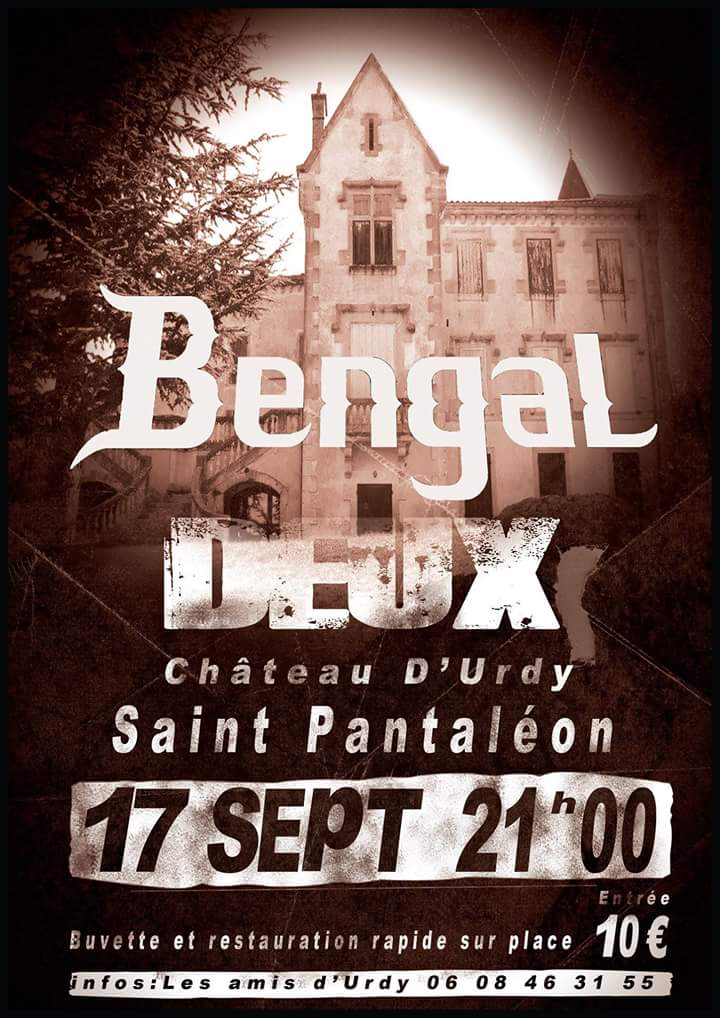 Bengal
DEUX
Château D'Urdy
Saint Pantaléon
17 SEPT 21h00
Entrée
Buvette et restauration rapide sur place 10€
infos:Les amis d'Urdy 06 08 46 31 55